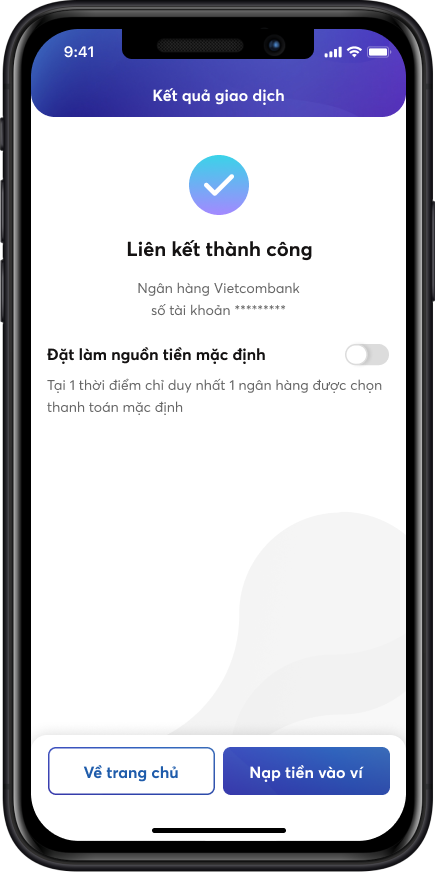 9:41
Kết quả giao dịch
Liên kết thành công
Ngân hàng Vietcombank
số tài khoản *********
Đặt làm nguồn tiền mặc định
Tại 1 thời điểm chỉ duy nhất 1 ngân hàng được chọn
thanh toán mặc định
Về trang chủ
Nạp tiền vào ví